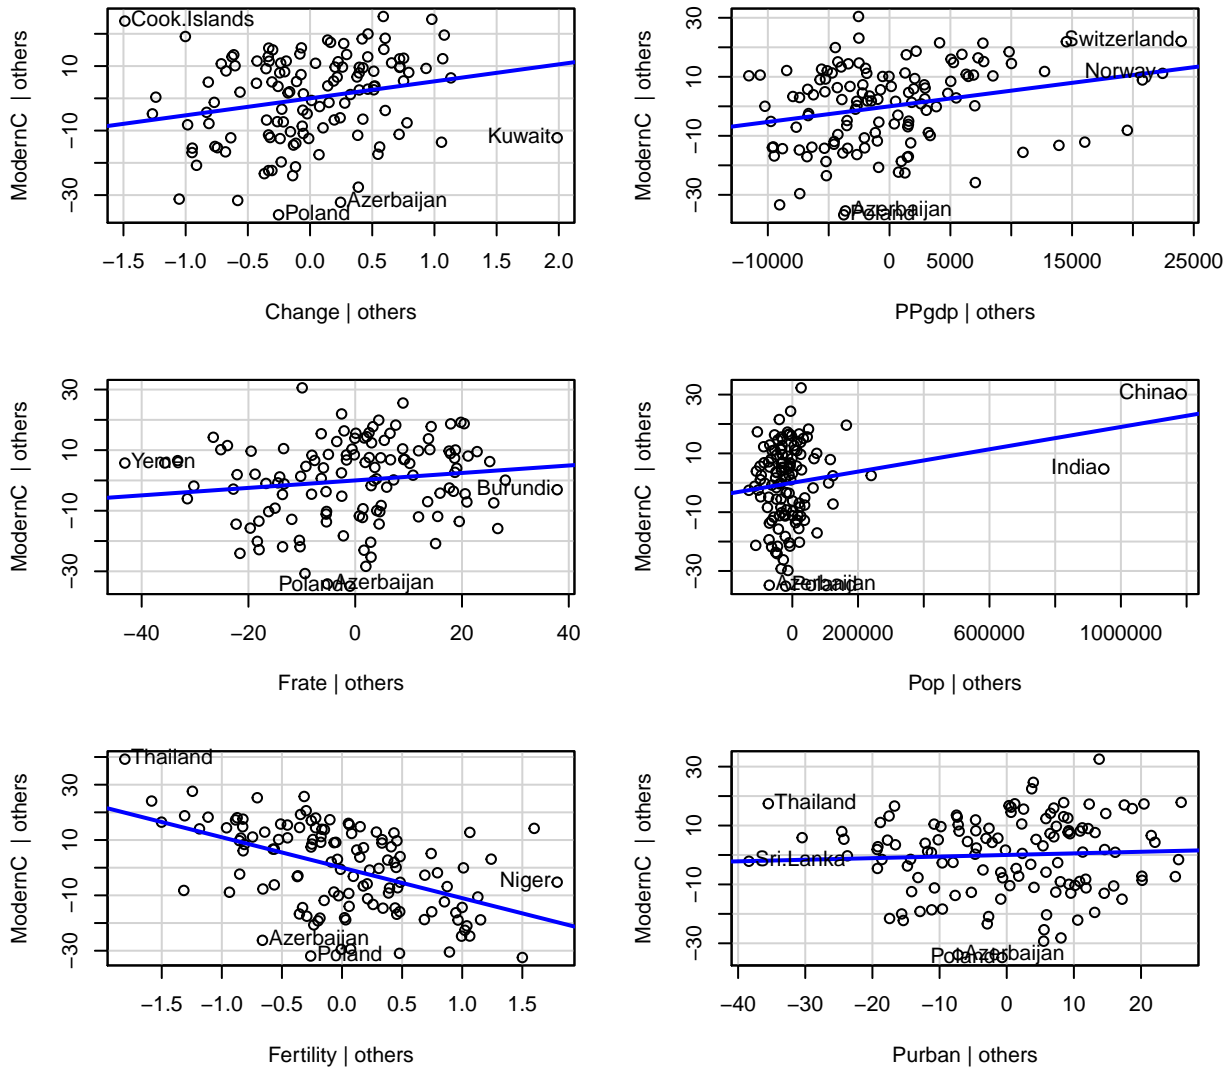 ModernC | others
−30
−10
10
−1.5
−1.0
−0.5
0.0
0.5
1.0
1.5
2.0
Change | others
Cook.Islands
Kuwait
Azerbaijan
Poland
ModernC | others
−30
−10
10
30
−10000
0
5000
15000
25000
PPgdp | others
Switzerland
Norway
Azerbaijan
Poland
ModernC | others
−30
−10
10
30
−40
−20
0
20
40
Frate | others
Yemen
Burundi
Poland
Azerbaijan
ModernC | others
−30
−10
10
30
0
200000
600000
1000000
Pop | others
China
India
Azerbaijan
Poland
ModernC | others
−30
−10
10
30
−1.5
−1.0
−0.5
0.0
0.5
1.0
1.5
Fertility | others
Thailand
Niger
Azerbaijan
Poland
ModernC | others
−30
−10
10
30
−40
−30
−20
−10
0
10
20
Purban | others
Thailand
Sri.Lanka
Poland
Azerbaijan